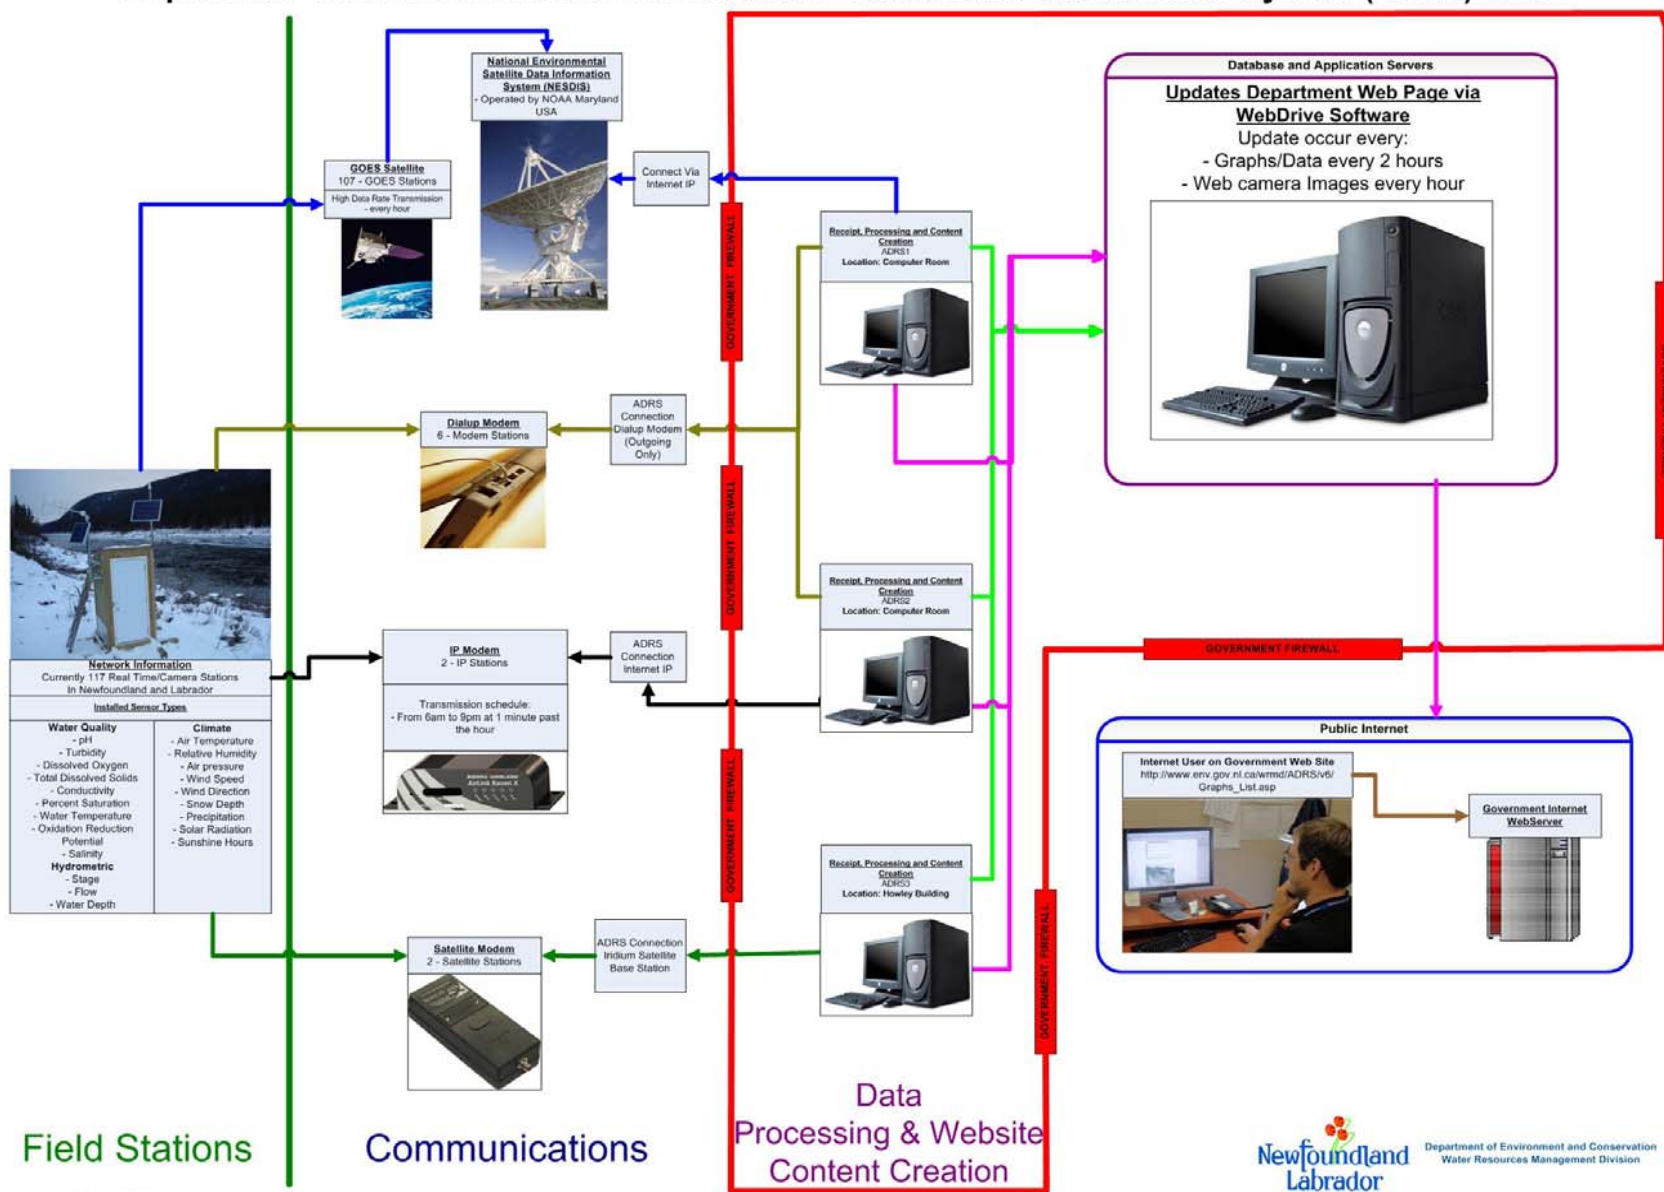 National Environmental
Satellite Data Information
System (NESDIS)
- Operated by NOAA Maryland
USA
GOES Satellite
107 - GOES Stations
High Data Rate Transmission
- every hour
Connect Via
Internet IP
Dialup Modem
6 - Modem Stations
ADRS
Connection
Dialup Modem
(Outgoing
Only)
IP Modem
2 - IP Stations
Transmission schedule:
- From 6am to 9pm at 1 minute past
the hour
ADRS
Connection
Internet IP
Satellite Modem
2 - Satellite Stations
ADRS Connection
Iridium Satellite
Base Station
Network Information
Currently 117 Real Time/Camera Stations
In Newfoundland and Labrador
Installed Sensor Types
Water Quality
- pH
- Turbidity
- Dissolved Oxygen
- Total Dissolved Solids
- Conductivity
- Percent Saturation
- Water Temperature
- Oxidation Reduction
Potential
- Salinity
Hydrometric
- Stage
- Flow
- Water Depth
Climate
- Air Temperature
- Relative Humidity
- Air pressure
- Wind Speed
- Wind Direction
- Snow Depth
- Precipitation
- Solar Radiation
- Sunshine Hours
GOVERNMENT FIREWALL
GOVERNMENT FIREWALL
GOVERNMENT FIREWALL
Receipt, Processing and Content
Creation
ADRS1
Location: Computer Room
Receipt, Processing and Content
Creation
ADRS2
Location: Computer Room
Receipt, Processing and Content
Creation
ADRS3
Location: Howley Building
Database and Application Servers
Updates Department Web Page via
WebDrive Software
Update occur every:
- Graphs/Data every 2 hours
- Web camera Images every hour
GOVERNMENT FIREWALL
GOVERNMENT FIREWALL
Public Internet
Internet User on Government Web Site
http://www.env.gov.nl.ca/wrmd/ADRS/v6/
Graphs_List.asp
Government Internet
WebServer
Field Stations
Communications
Data
Processing & Website
Content Creation
Newfoundland
Labrador
Department of Environment and Conservation
Water Resources Management Division